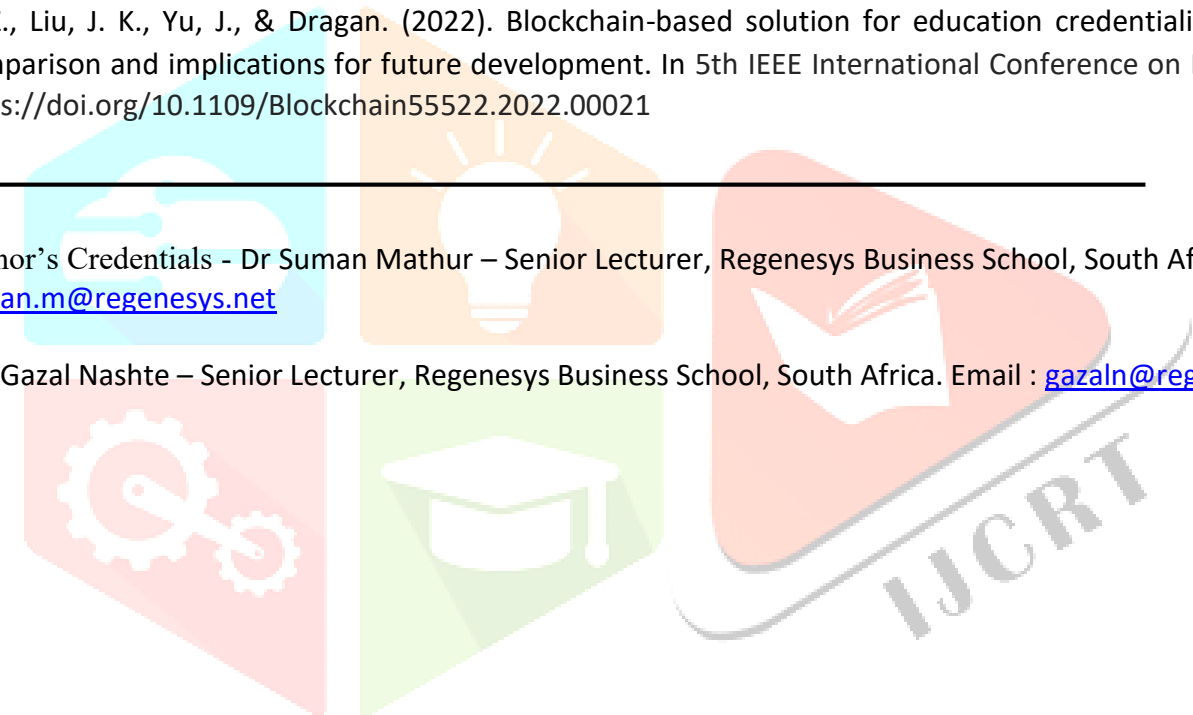 ., Liu, J. K., Yu, J., & Dragan. (2022). Blockchain-based solution for education credentiali
parison and implications for future development. In 5th IEEE International Conference on
s://doi.org/10.1109/Blockchain55522.2022.00021
or's Credentials - Dr Suman Mathur – Senior Lecturer, Regenesys Business School, South Af
an.m@regenesys.net
Gazal Nashte – Senior Lecturer, Regenesys Business School, South Africa. Email : gazaln@reg
IJCRT